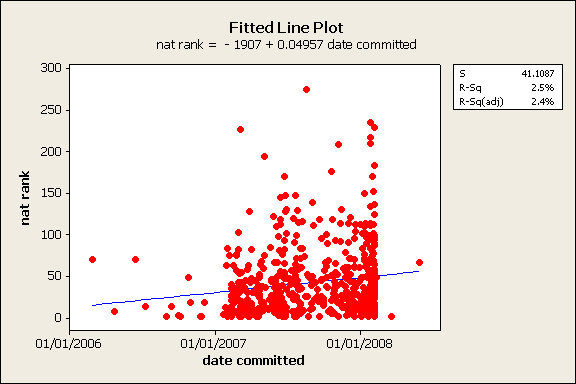 Fitted Line Plot
nat rank = - 1907 + 0.04957 date committed
S 41.1087
R-Sq 2.5%
R-Sq(adj) 2.4%
300
250
200
150
100
50
0
nat rank
01/01/2006 01/01/2007 01/01/2008
date committed